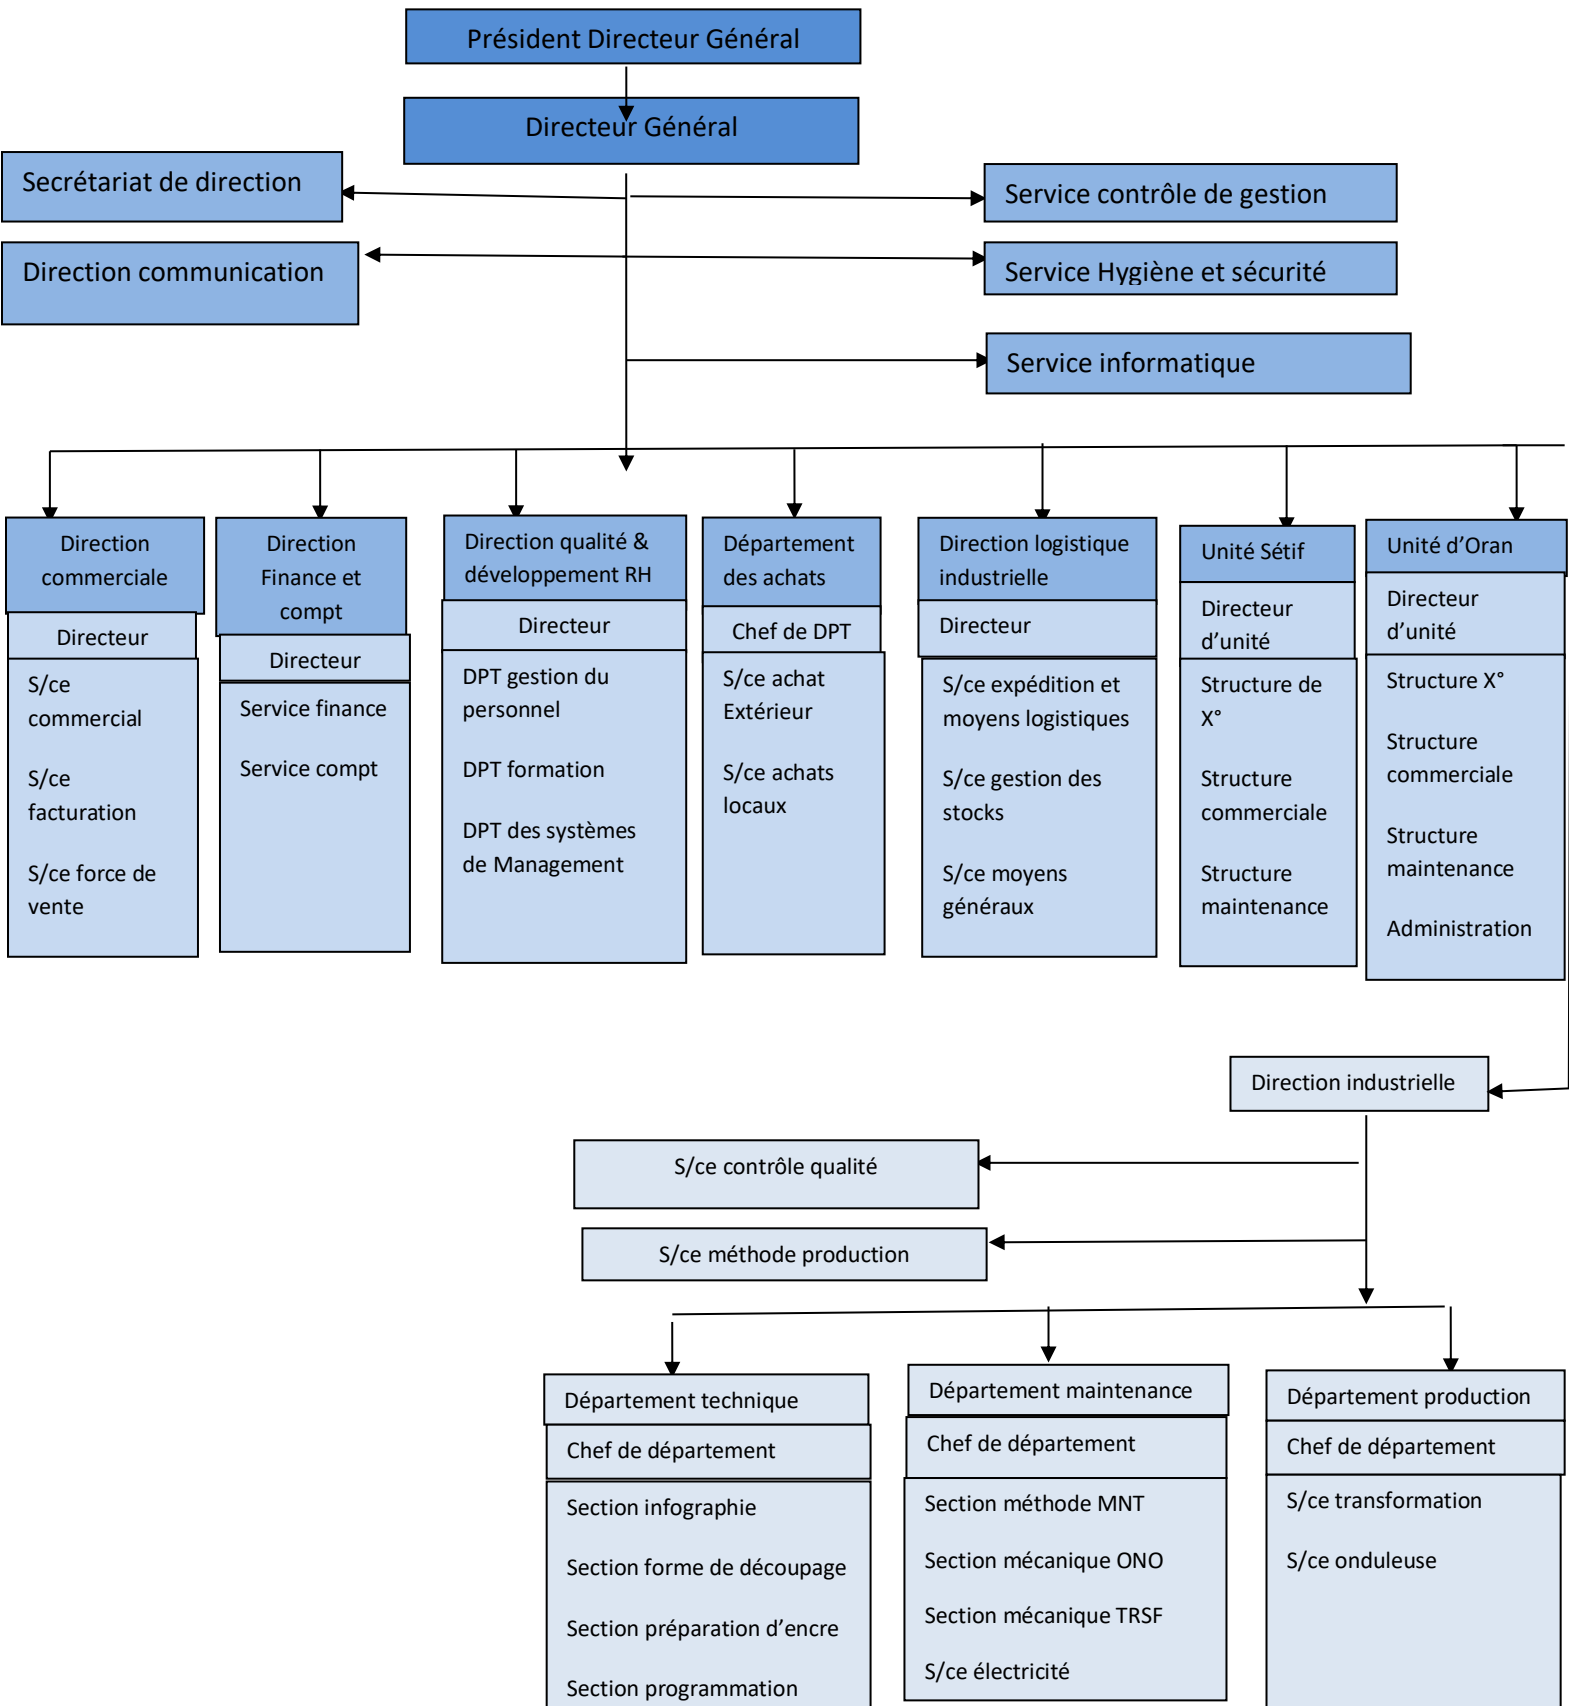 Président Directeur Général
Directeur Général
Secrétariat de direction
Service contrôle de gestion
Direction communication
Service Hygiène et sécurité
Service informatique
Direction
commerciale
Directeur
S/ce
commercial
S/ce
facturation
S/ce force de
vente
Direction
Finance et
compt
Directeur
Service finance
Service compt
Direction qualité &
développement RH
Directeur
DPT gestion du
personnel
DPT formation
DPT des systèmes
de Management
Département
des achats
Chef de DPT
S/ce achat
Extérieur
S/ce achats
locaux
Direction logistique
industrielle
Directeur
S/ce expédition et
moyens logistiques
S/ce gestion des
stocks
S/ce moyens
généraux
Unité Sétif
Directeur
d’unité
Structure de
X°
Structure
commerciale
Structure
maintenance
Unité d’Oran
Directeur
d’unité
Structure X°
Structure
commerciale
Structure
maintenance
Administration
Direction industrielle
S/ce contrôle qualité
S/ce méthode production
Département technique
Chef de département
Section infographie
Section forme de découpage
Section préparation d’encre
Section programmation
Département maintenance
Chef de département
Section méthode MNT
Section mécanique ONO
Section mécanique TRSF
S/ce électricité
Département production
Chef de département
S/ce transformation
S/ce onduleuse